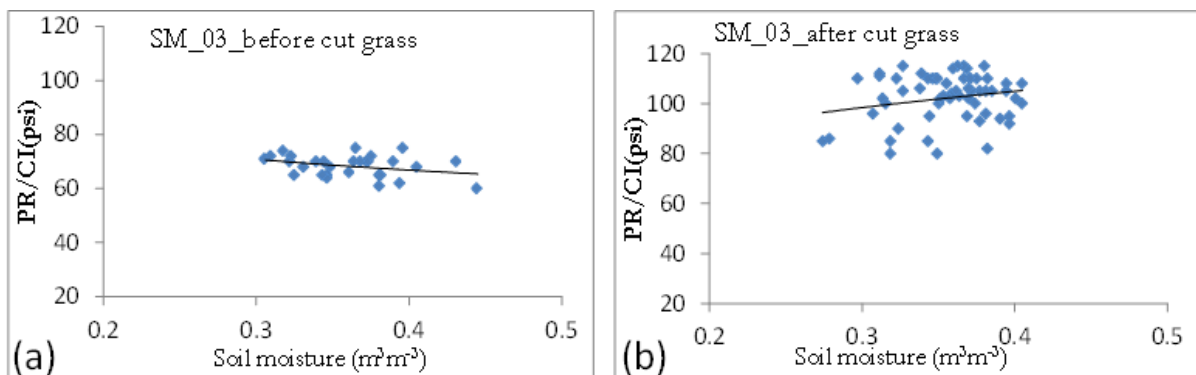 SM_03_before cut grass
PR/CI(psi)
120
100
80
60
40
20
0.2 0.3 0.4 0.5
Soil moisture (m³m⁻³)
(a)
SM_03_after cut grass
PR/CI(psi)
120
100
80
60
40
20
0.2 0.3 0.4 0.5
Soil moisture (m³m⁻³)
(b)